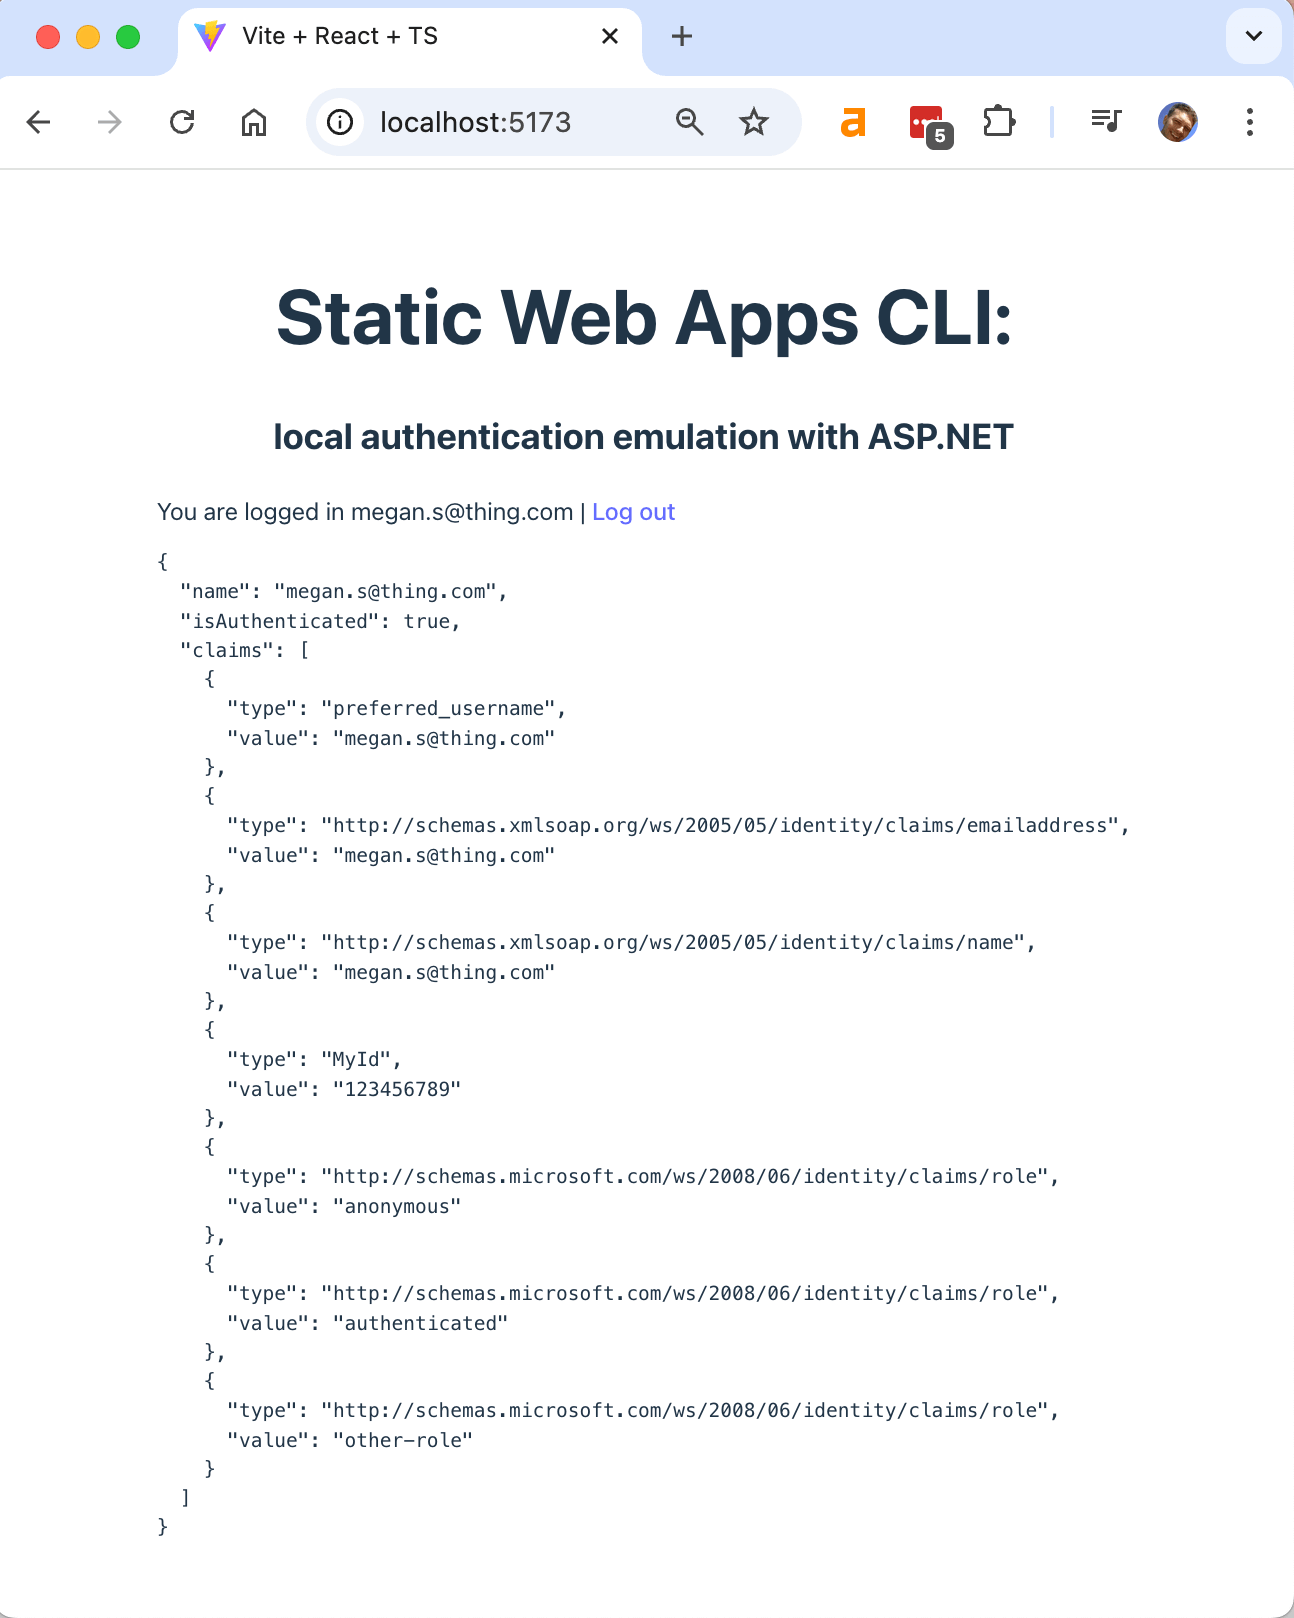 Vite + React + TS
localhost:5173
a
5
Static Web Apps CLI:
local authentication emulation with ASP.NET
You are logged in megan.s@thing.com | Log out
{
  "name": "megan.s@thing.com",
  "isAuthenticated": true,
  "claims": [
    {
      "type": "preferred_username",
      "value": "megan.s@thing.com"
    },
    {
      "type": "http://schemas.xmlsoap.org/ws/2005/05/identity/claims/emailaddress",
      "value": "megan.s@thing.com"
    },
    {
      "type": "http://schemas.xmlsoap.org/ws/2005/05/identity/claims/name",
      "value": "megan.s@thing.com"
    },
    {
      "type": "MyId",
      "value": "123456789"
    },
    {
      "type": "http://schemas.microsoft.com/ws/2008/06/identity/claims/role",
      "value": "anonymous"
    },
    {
      "type": "http://schemas.microsoft.com/ws/2008/06/identity/claims/role",
      "value": "authenticated"
    },
    {
      "type": "http://schemas.microsoft.com/ws/2008/06/identity/claims/role",
      "value": "other-role"
    }
  ]
}